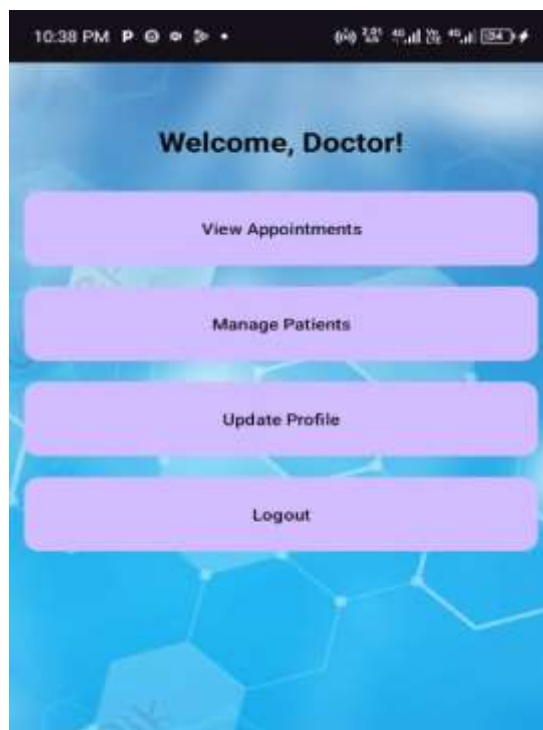 10:38 PM
Welcome, Doctor!
View Appointments
Manage Patients
Update Profile
Logout